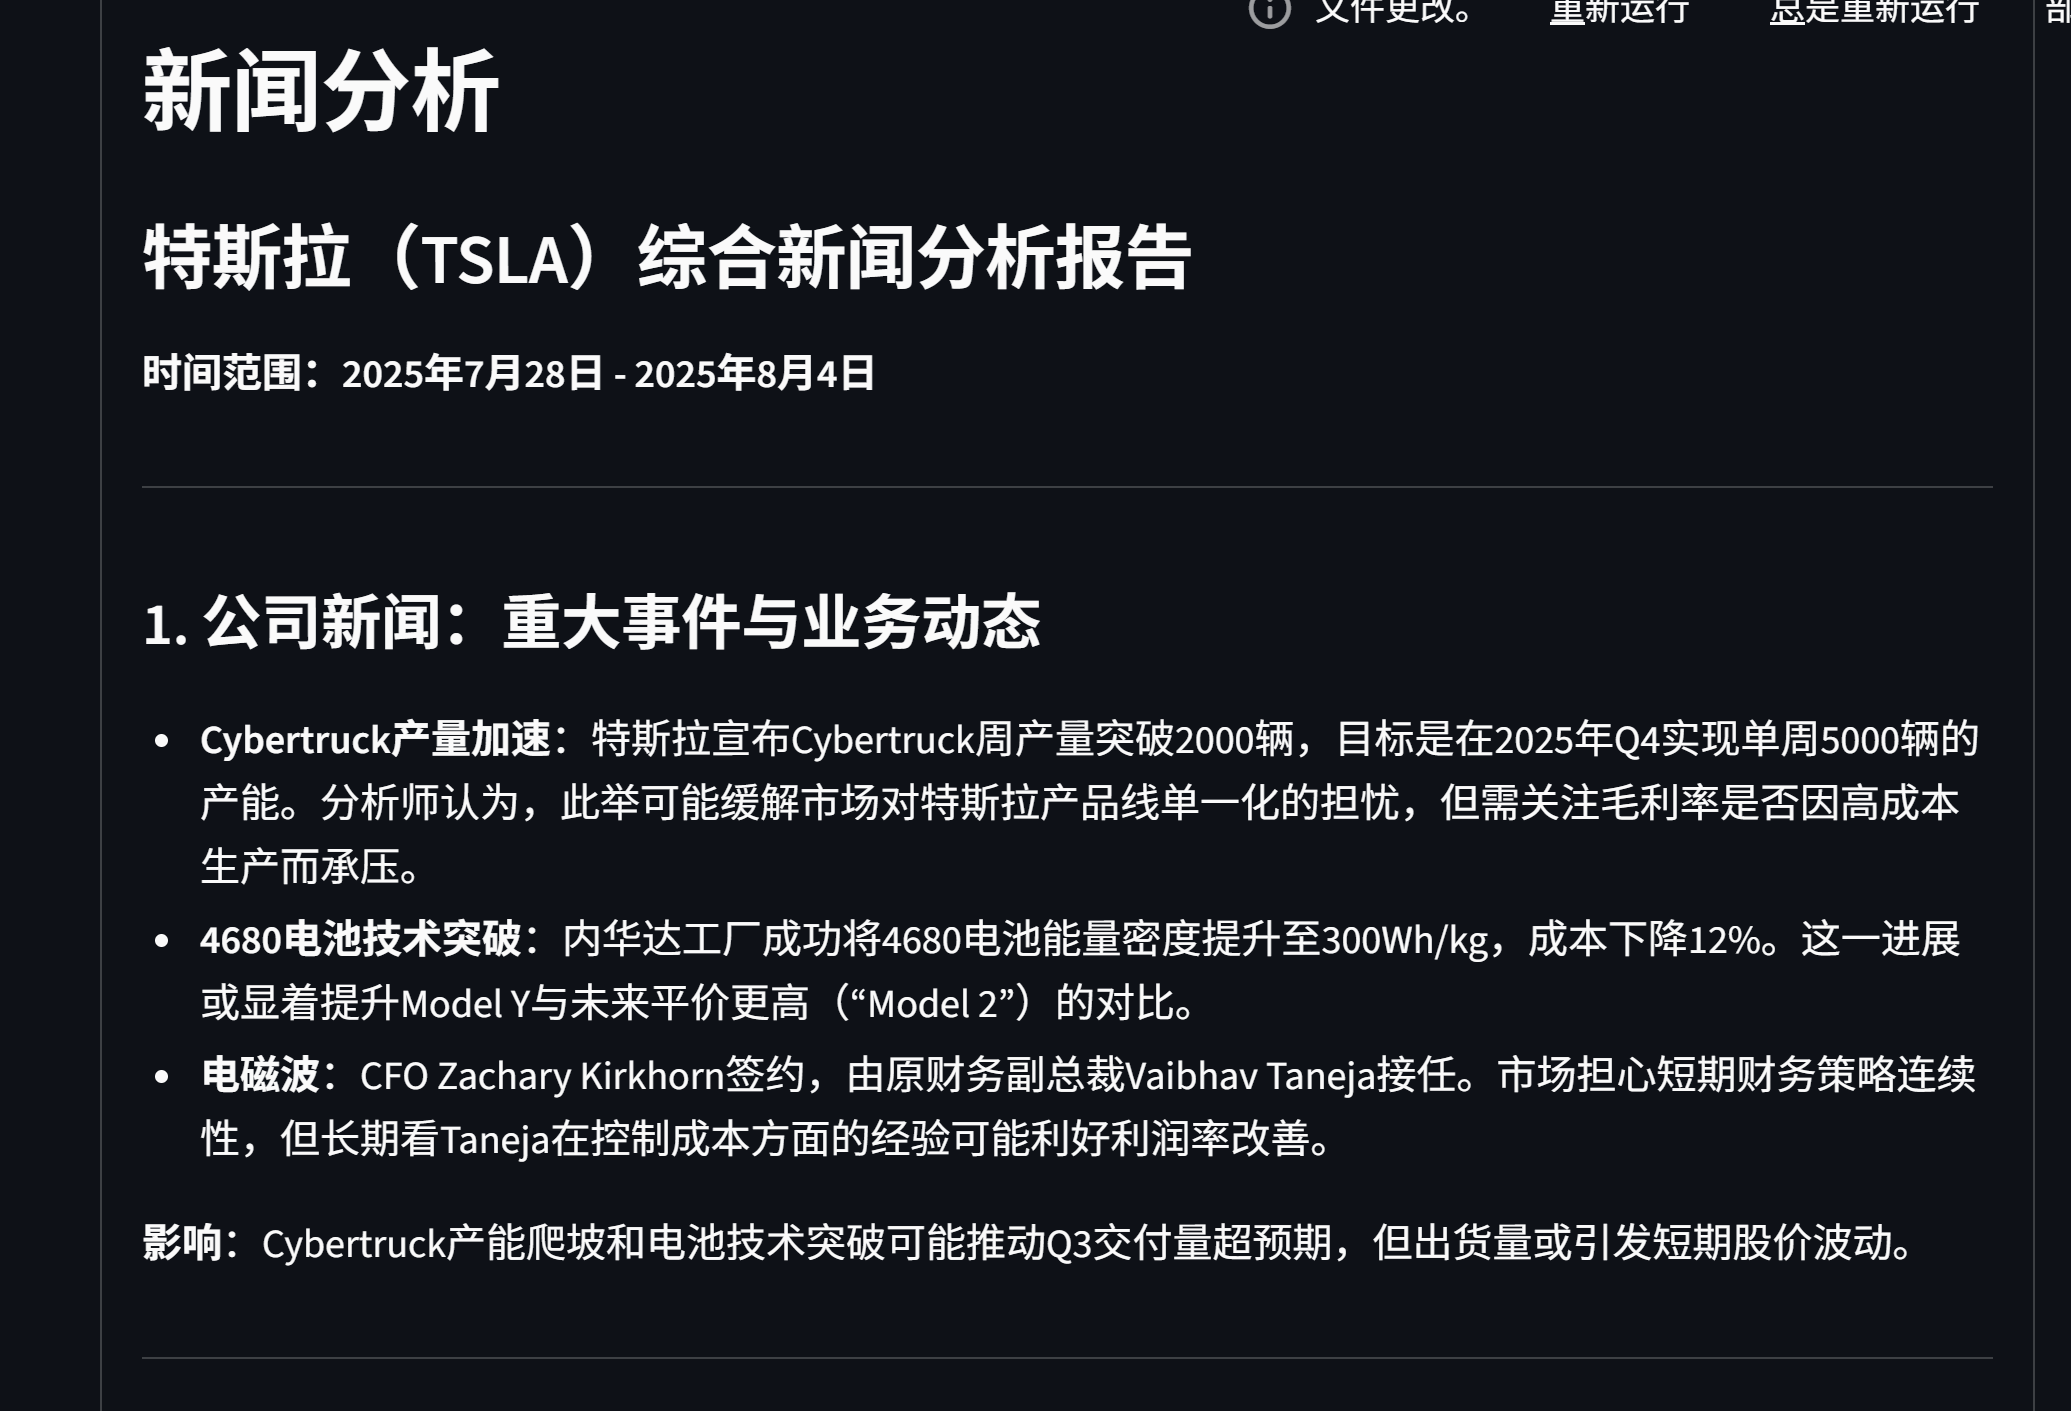 文件更改。 重新运行 总是重新运行 部
新闻分析
特斯拉（TSLA）综合新闻分析报告
时间范围：2025年7月28日 - 2025年8月4日
1. 公司新闻：重大事件与业务动态
• Cybertruck产量加速：特斯拉宣布Cybertruck周产量突破2000辆，目标是在2025年Q4实现单周5000辆的
产能。分析师认为，此举可能缓解市场对特斯拉产品线单一化的担忧，但需关注毛利率是否因高成本
生产而承压。
• 4680电池技术突破：内华达工厂成功将4680电池能量密度提升至300Wh/kg，成本下降12%。这一进展
或显着提升Model Y与未来平价更高（“Model 2”）的对比。
• 电磁波：CFO Zachary Kirkhorn签约，由原财务副总裁Vaibhav Taneja接任。市场担心短期财务策略连续
性，但长期看Taneja在控制成本方面的经验可能利好利润率改善。
影响：Cybertruck产能爬坡和电池技术突破可能推动Q3交付量超预期，但出货量或引发短期股价波动。